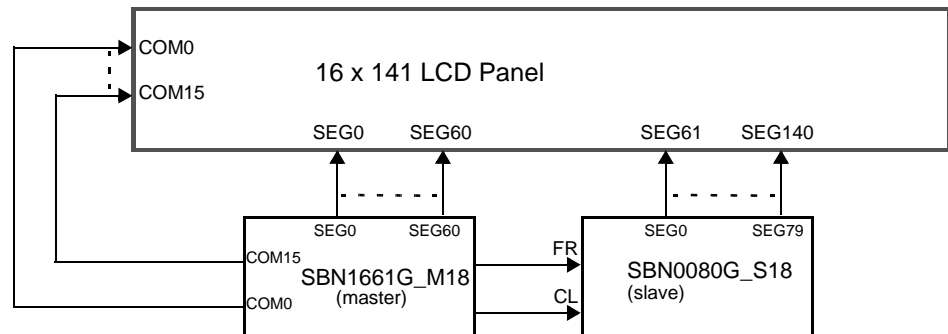 COM0
16 x 141 LCD Panel
COM15
SEG0 SEG60 SEG61 SEG140
SEG0 SEG60 SEG0 SEG79
COM15 FR
SBN1661G_M18 SBN0080G_S18
(master) (slave)
COM0 CL